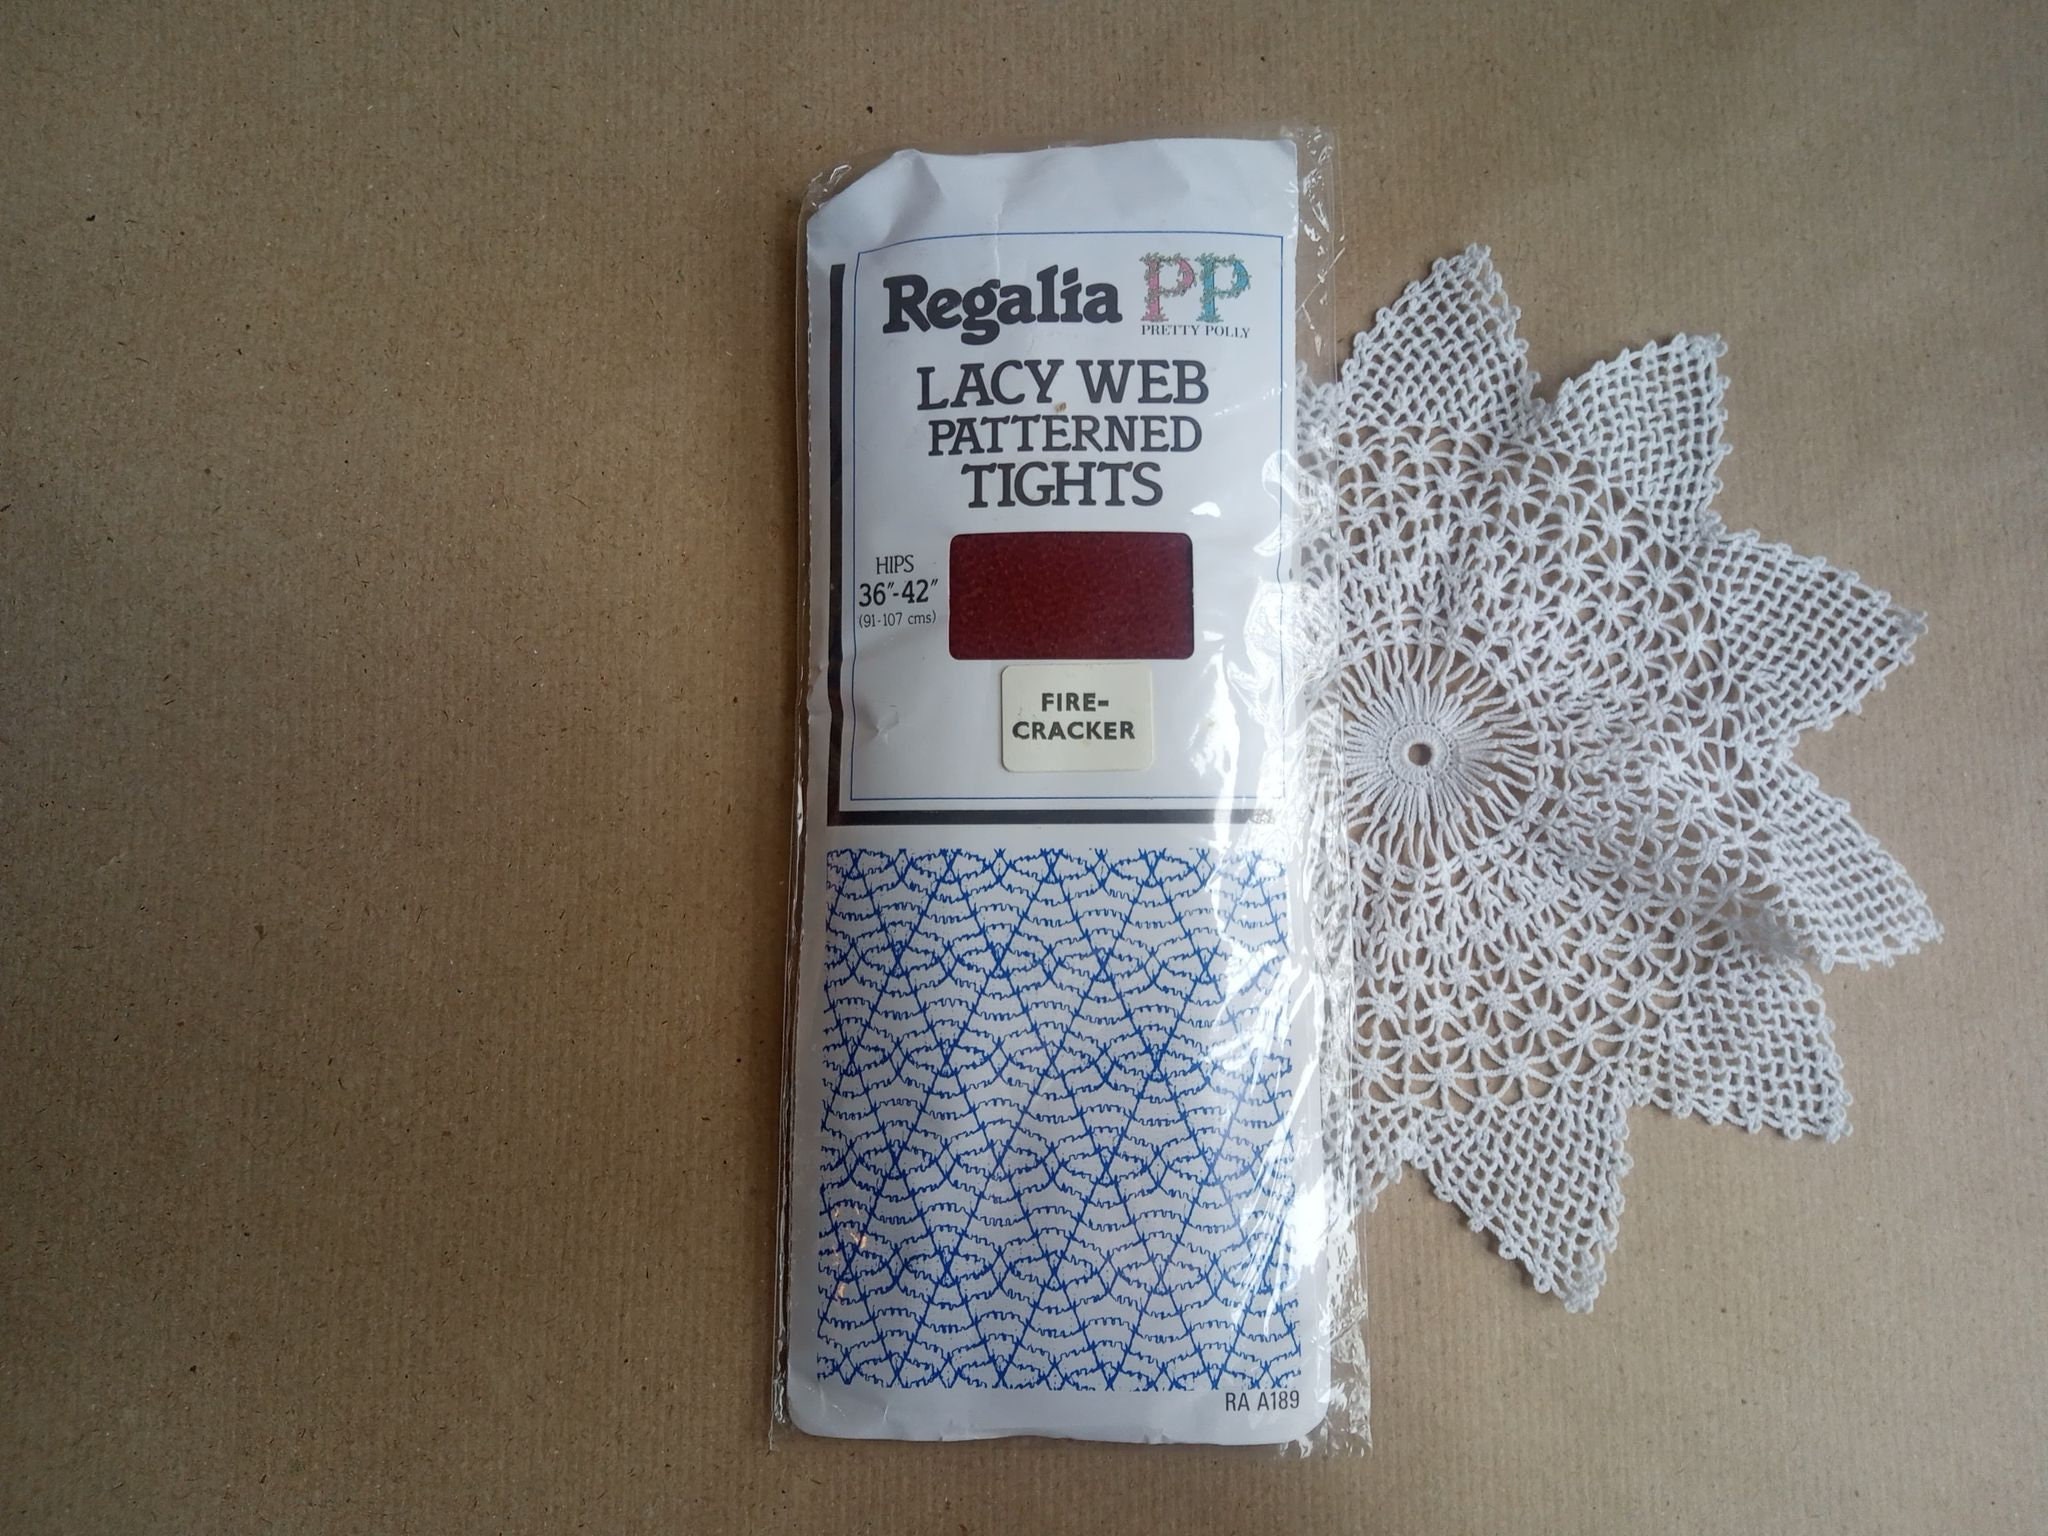 Regalia
PP
PRETTY POLLY
LACY WEB
PATTERNED
TIGHTS
HIPS
36"-42"
(91-107 cms)
FIRE-
CRACKER
RA A189